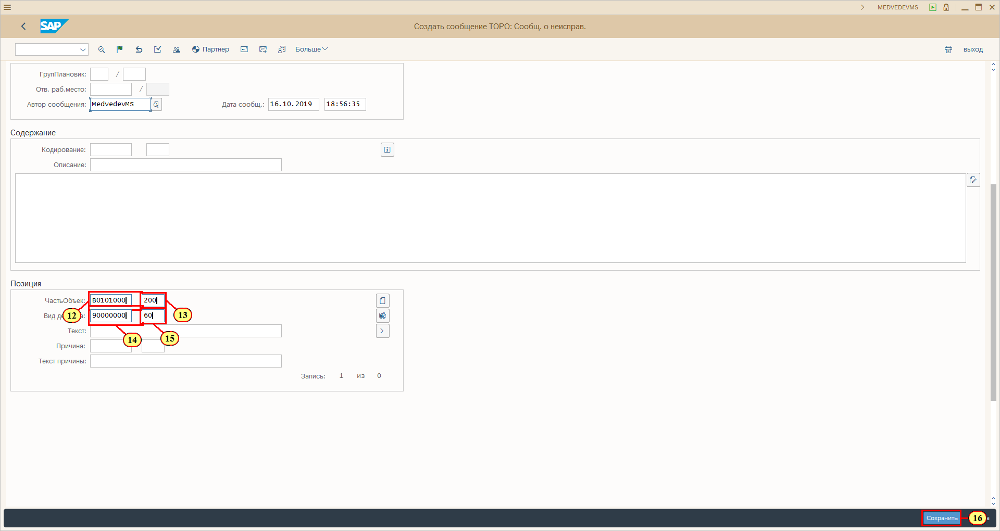 MEDVEDEVMS
SAP
Создать сообщение ТОРО: Сообщ. о неисправ.
Партнер
Больше
выход
ГрупПлановик: /
Отв. раб.место: /
Автор сообщения: MedvedevMS Дата сообщ.: 16.10.2019 18:56:35
Содержание
Кодирование:
Описание:
Позиция
ЧастьОбъек: B0101000 200
12 13
Вид де а: 90000000 60
Текст:
14 15
Причина:
Текст причины:
Запись: 1 из 0
Сохранить 16 а